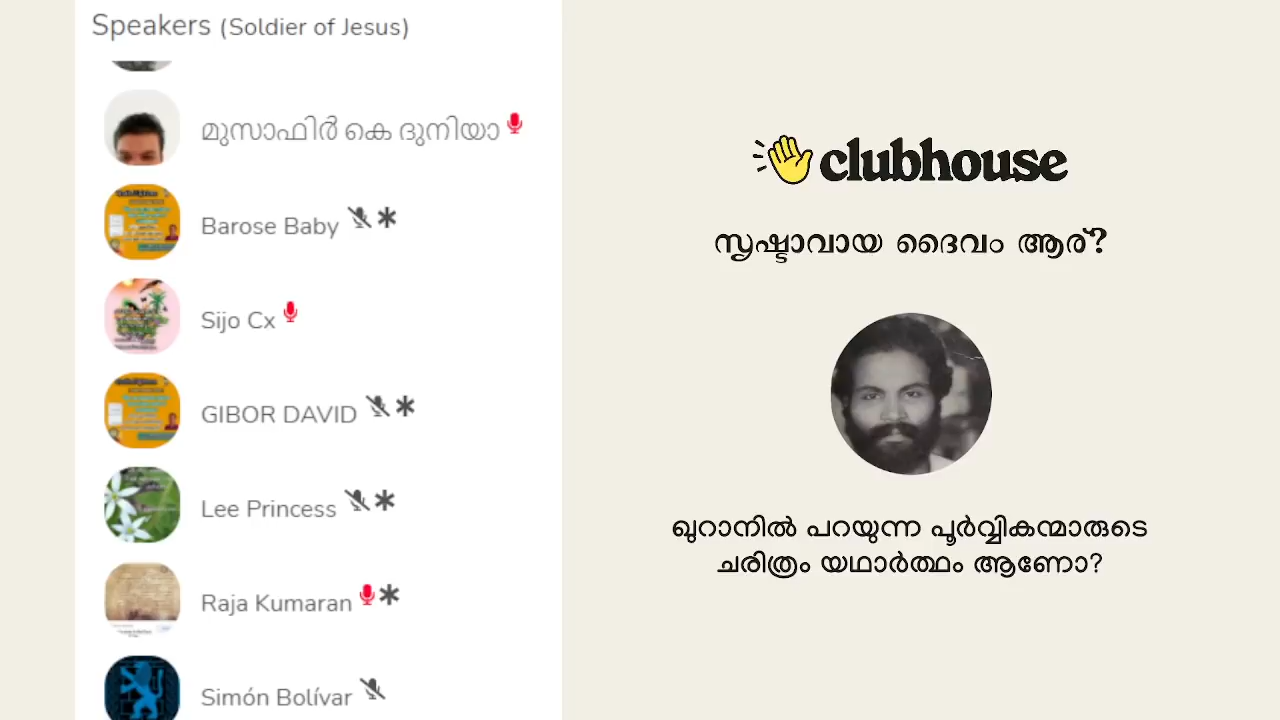 Speakers (Soldier of Jesus)
മുസാഫിർ കെ ദുനിയാ
Barose Baby
Sijo Cx
GIBOR DAVID
Lee Princess
Raja Kumaran
Simón Bolívar
clubhouse
സൃഷ്ടാവായ ദൈവം ആര്?
ഖുറാനിൽ പറയുന്ന പൂർവ്വികന്മാരുടെ
ചരിത്രം യഥാർത്ഥം ആണോ?